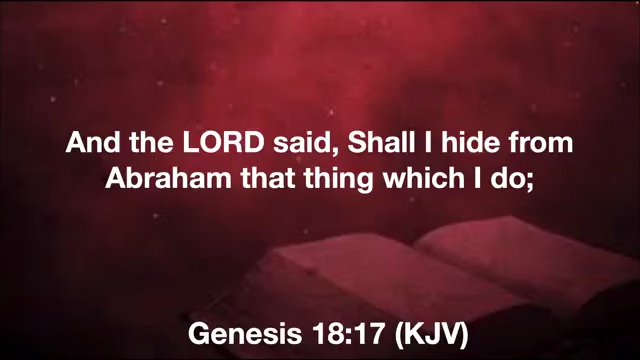 And the LORD said, Shall I hide from
Abraham that thing which I do;
Genesis 18:17 (KJV)